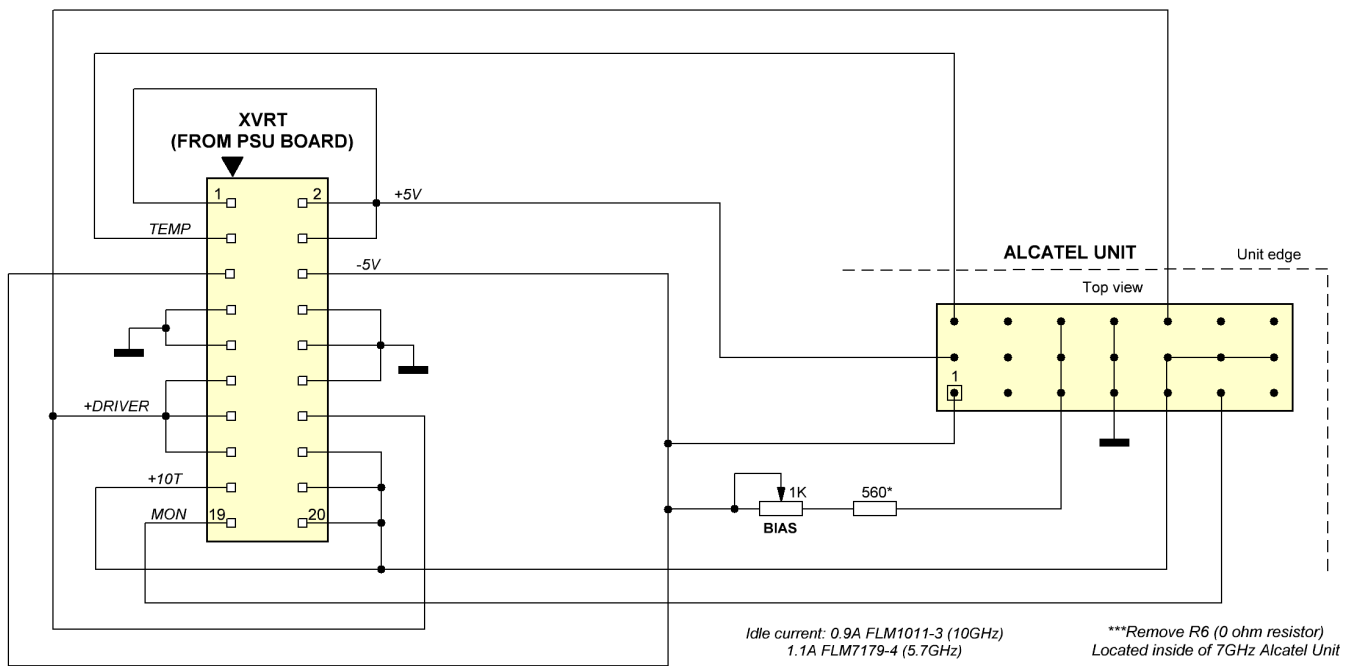 XVRT
(FROM PSU BOARD)
1
2
+5V
TEMP
-5V
ALCATEL UNIT
Unit edge
Top view
1
+DRIVER
+10T
1K
560*
MON
19
20
BIAS
Idle current: 0.9A FLM1011-3 (10GHz)
1.1A FLM7179-4 (5.7GHz)
***Remove R6 (0 ohm resistor)
Located inside of 7GHz Alcatel Unit